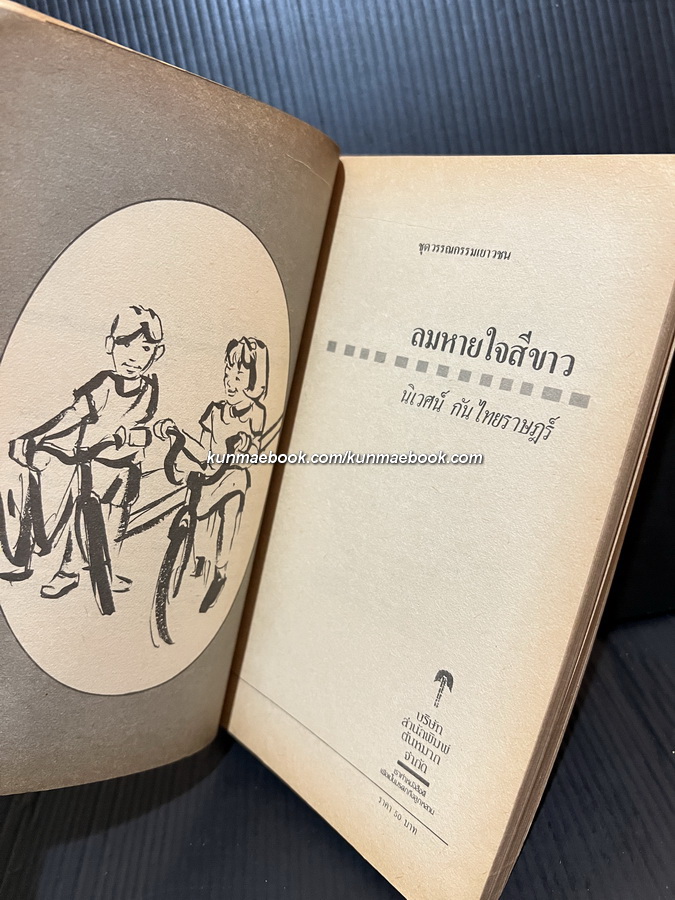 ชุดวรรณกรรมเยาวชน
ลมหายใจสีขาว
นิเวศน์ กันไทยราษฎร์
kunmaebook.com/kunmaebook.com
บริษัท
สำนักพิมพ์
ต้นหมาก
จำกัด
ราคา 50 บาท